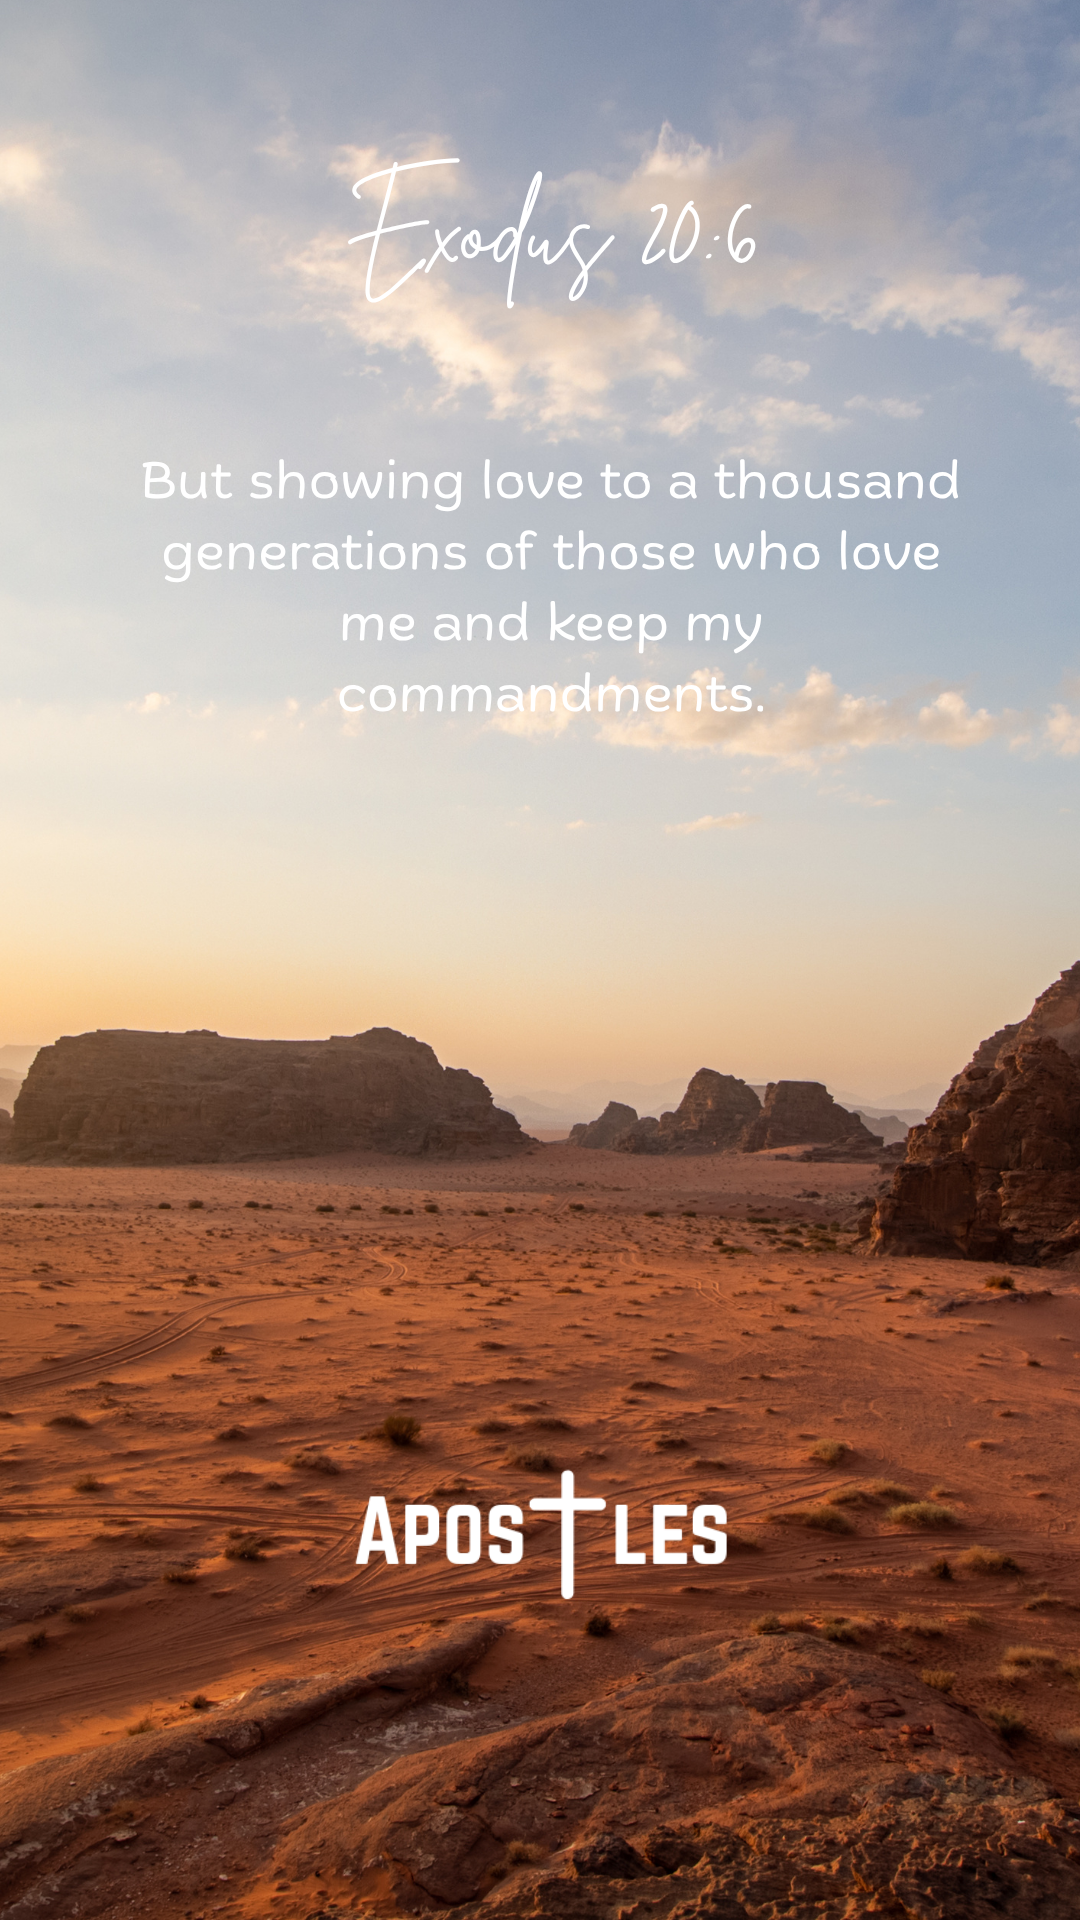 Exodus 20:6
But showing love to a thousand
generations of those who love
me and keep my
commandments.
APOSTLES